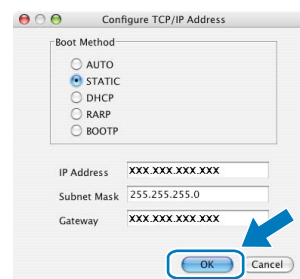 Configure TCP/IP Address
Boot Method
AUTO
STATIC
DHCP
RARP
BOOTP
IP Address XXX.XXX.XXX.XXX
Subnet Mask 255.255.255.0
Gateway XXX.XXX.XXX.XXX
OK Cancel